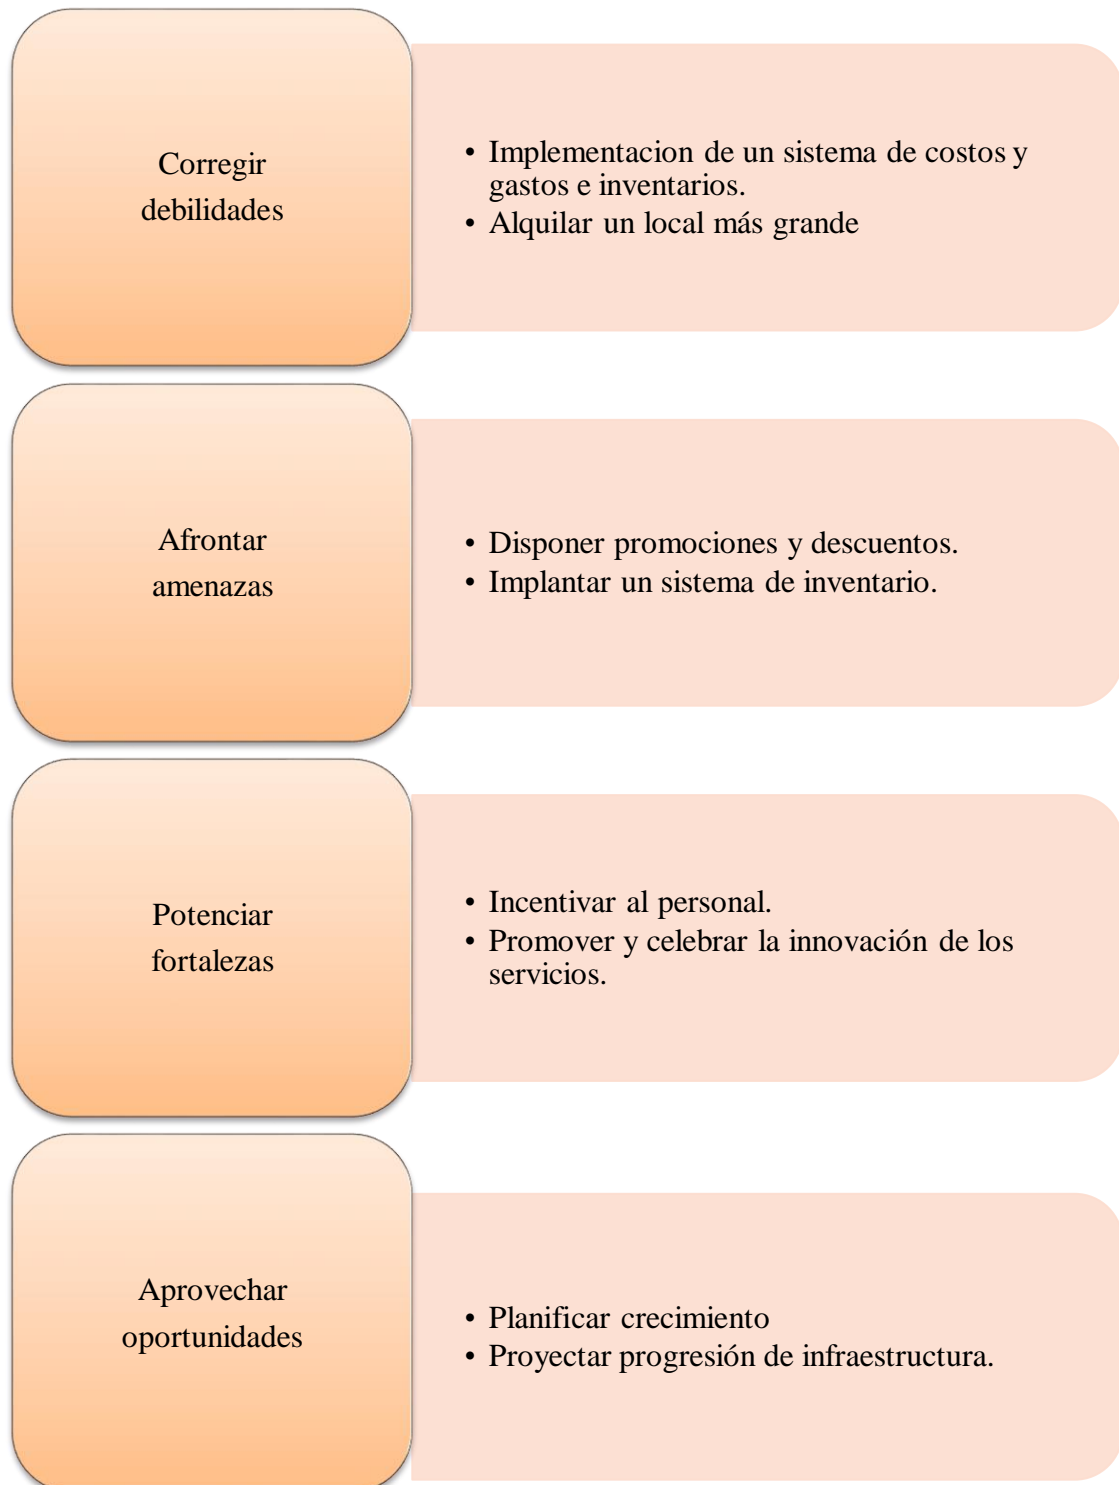 Corregir
debilidades
• Implementacion de un sistema de costos y
gastos e inventarios.
• Alquilar un local más grande
Afrontar
amenazas
• Disponer promociones y descuentos.
• Implantar un sistema de inventario.
Potenciar
fortalezas
• Incentivar al personal.
• Promover y celebrar la innovación de los
servicios.
Aprovechar
oportunidades
• Planificar crecimiento
• Proyectar progresión de infraestructura.